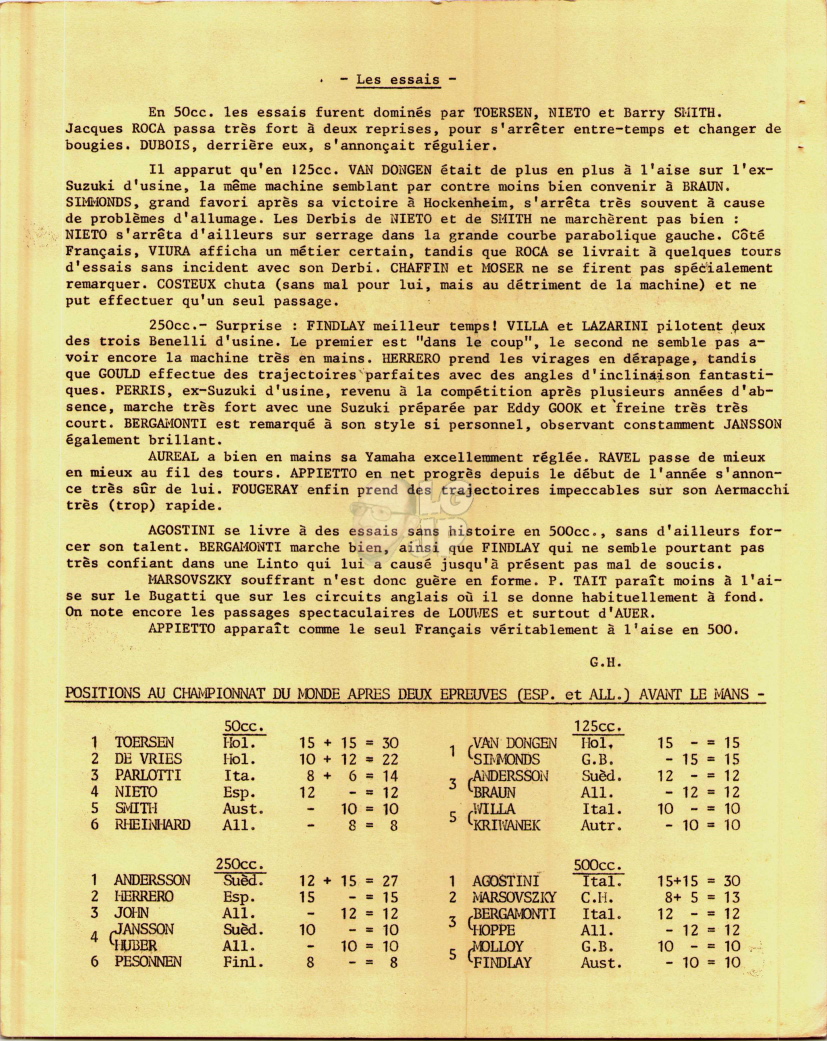 - Les essais -
En 50cc. les essais furent dominés par TOERSEN, NIETO et Barry SMITH.
Jacques ROCA passa très fort à deux reprises, pour s'arrêter entre-temps et changer de
bougies. DUBOIS, derrière eux, s'annonçait régulier.
Il apparut qu'en 125cc. VAN DONGEN était de plus en plus à l'aise sur l'ex-
Suzuki d'usine, la même machine semblant par contre moins bien convenir à BRAUN.
SIMMONDS, grand favori après sa victoire à Hockenheim, s'arrêta très souvent à cause
de problèmes d'allumage. Les Derbis de NIETO et de SMITH ne marchèrent pas bien :
NIETO s'arrêta d'ailleurs sur serrage dans la grande courbe parabolique gauche. Côté
Français, VIURA afficha un métier certain, tandis que ROCA se livrait à quelques tours
d'essais sans incident avec son Derbi. CHAFFIN et MOSER ne se firent pas spécialement
remarquer. COSTEUX chuta (sans mal pour lui, mais au détriment de la machine) et ne
put effectuer qu'un seul passage.
250cc.- Surprise : FINDLAY meilleur temps! VILLA et LAZARINI pilotent deux
des trois Benelli d'usine. Le premier est "dans le coup", le second ne semble pas a-
voir encore la machine très en mains. HERRERO prend les virages en dérapage, tandis
que GOULD effectue des trajectoires parfaites avec des angles d'inclinaison fantasti-
ques. PERRIS, ex-Suzuki d'usine, revenu à la compétition après plusieurs années d'ab-
sence, marche très fort avec une Suzuki préparée par Eddy GOOK et freine très très
court. BERGAMONTI est remarqué à son style si personnel, observant constamment JANSSON
également brillant.
AUREAL a bien en mains sa Yamaha excellemment réglée. RAVEL passe de mieux
en mieux au fil des tours. APPIETTO en net progrès depuis le début de l'année s'annon-
ce très sûr de lui. FOUGERAY enfin prend des trajectoires impeccables sur son Aermacchi
très (trop) rapide.
AGOSTINI se livre à des essais sans histoire en 500cc., sans d'ailleurs for-
cer son talent. BERGAMONTI marche bien, ainsi que FINDLAY qui ne semble pourtant pas
très confiant dans une Linto qui lui a causé jusqu'à présent pas mal de soucis.
MARSOVSZKY souffrant n'est donc guère en forme. P. TAIT paraît moins à l'ai-
se sur le Bugatti que sur les circuits anglais où il se donne habituellement à fond.
On note encore les passages spectaculaires de LOUWES et surtout d'AUER.
APPIETTO apparaît comme le seul Français véritablement à l'aise en 500.
G.H.
POSITIONS AU CHAMPIONNAT DU MONDE APRES DEUX EPREUVES (ESP. et ALL.) AVANT LE MANS -
50cc.
1 TOERSEN Hol. 15 + 15 = 30
2 DE VRIES Hol. 10 + 12 = 22
3 PARLOTTI Ita. 8 + 6 = 14
4 NIETO Esp. 12 - = 12
5 SMITH Aust. - 10 = 10
6 RHEINHARD All. - 8 = 8
125cc.
1 VAN DONGEN Hol. 15 - = 15
SIMMONDS G.B. - 15 = 15
3 ANDERSSON Suèd. 12 - = 12
BRAUN All. - 12 = 12
5 WILLA Ital. 10 - = 10
KRIWANEK Autr. - 10 = 10
250cc.
1 ANDERSSON Suèd. 12 + 15 = 27
2 HERRERO Esp. 15 - = 15
3 JOHN All. - 12 = 12
4 JANSSON Suèd. 10 - = 10
HUBER All. - 10 = 10
6 PESONNEN Finl. 8 - = 8
500cc.
1 AGOSTINI Ital. 15+15 = 30
2 MARSOVSZKY C.H. 8+ 5 = 13
3 BERGAMONTI Ital. 12 - = 12
HOPPE All. - 12 = 12
5 MOLLOY G.B. 10 - = 10
FINDLAY Aust. - 10 = 10